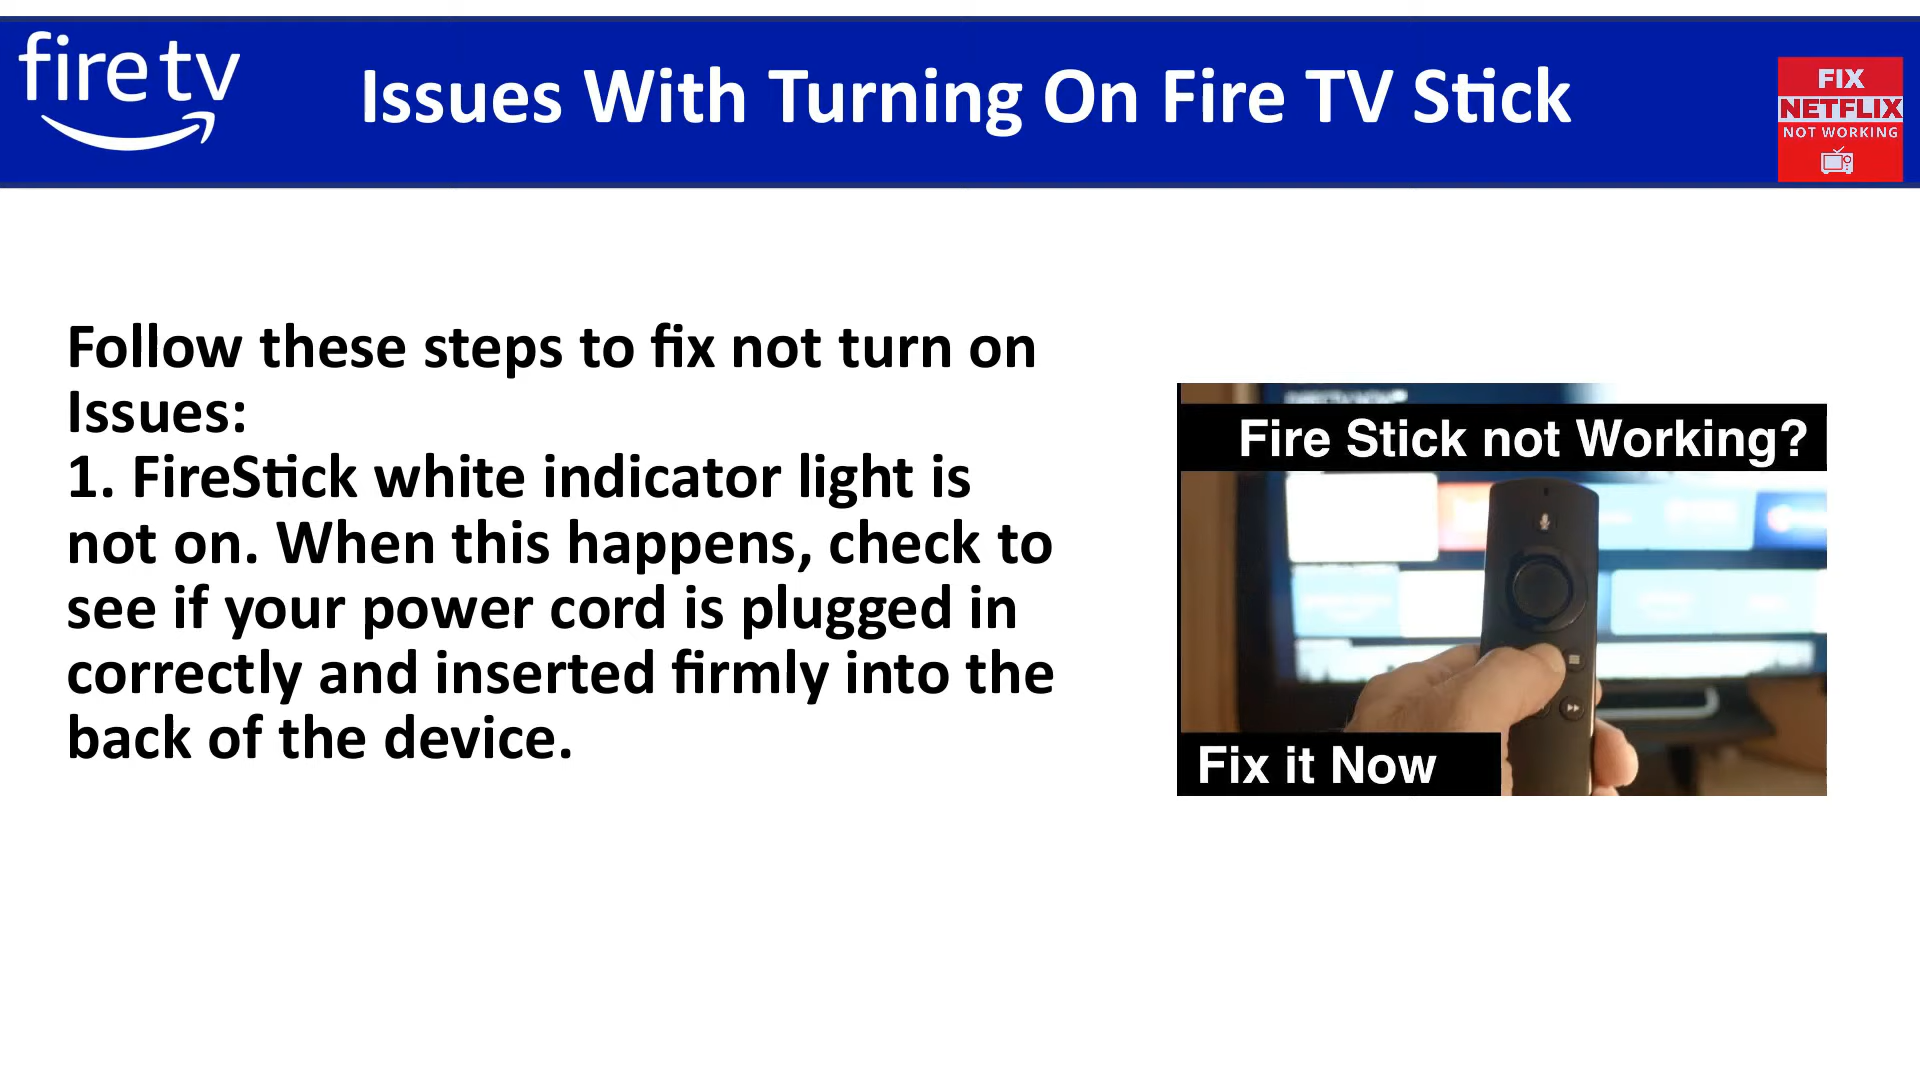 fire tv
Issues With Turning On Fire TV Stick
FIX
NETFLIX
NOT WORKING
Follow these steps to fix not turn on
Issues:
1. FireStick white indicator light is
not on. When this happens, check to
see if your power cord is plugged in
correctly and inserted firmly into the
back of the device.
Fire Stick not Working?
Fix it Now